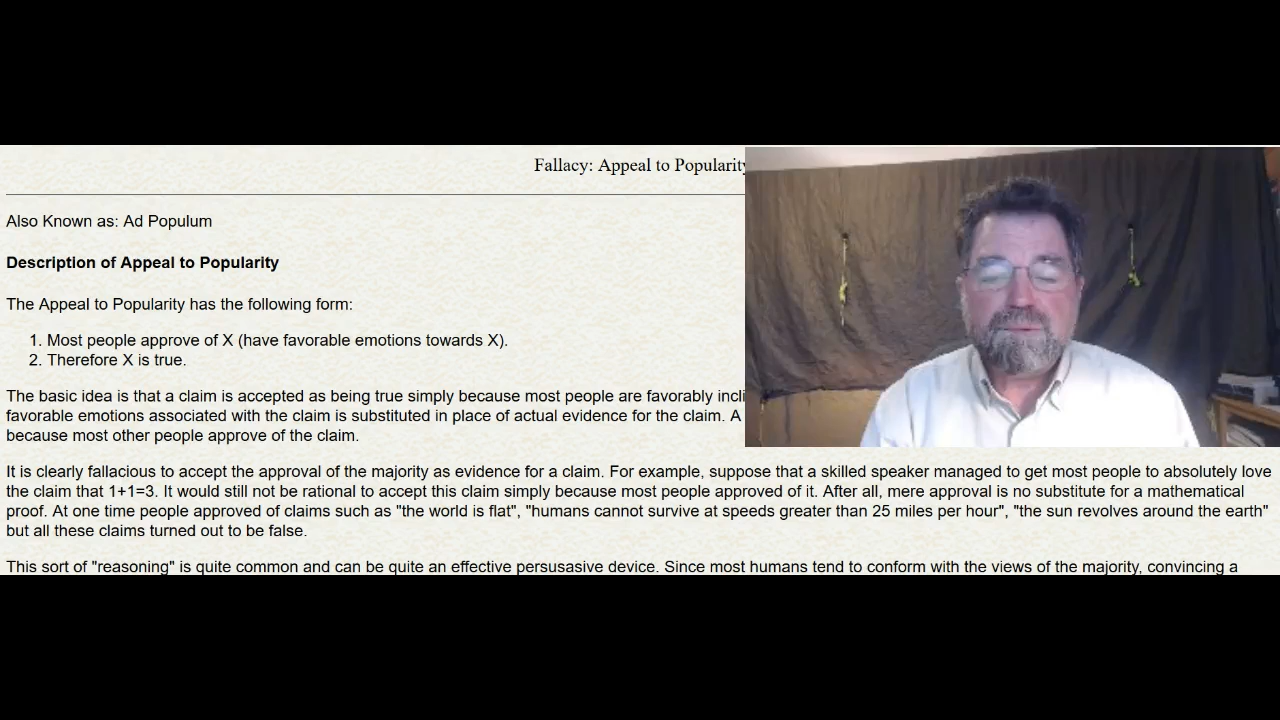 Fallacy: Appeal to Popularity
Also Known as: Ad Populum
Description of Appeal to Popularity
The Appeal to Popularity has the following form:
1. Most people approve of X (have favorable emotions towards X).
2. Therefore X is true.
The basic idea is that a claim is accepted as being true simply because most people are favorably incli
favorable emotions associated with the claim is substituted in place of actual evidence for the claim. A
because most other people approve of the claim.
It is clearly fallacious to accept the approval of the majority as evidence for a claim. For example, suppose that a skilled speaker managed to get most people to absolutely love
the claim that 1+1=3. It would still not be rational to accept this claim simply because most people approved of it. After all, mere approval is no substitute for a mathematical
proof. At one time people approved of claims such as "the world is flat", "humans cannot survive at speeds greater than 25 miles per hour", "the sun revolves around the earth"
but all these claims turned out to be false.
This sort of "reasoning" is quite common and can be quite an effective persusasive device. Since most humans tend to conform with the views of the majority, convincing a